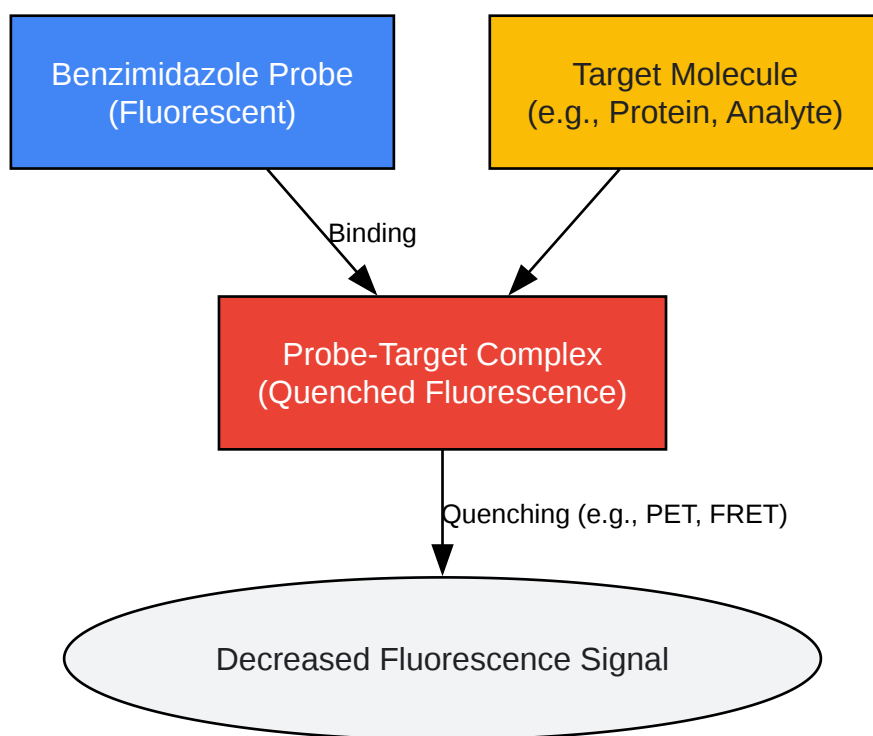 Benzimidazole Probe
(Fluorescent)
Target Molecule
(e.g., Protein, Analyte)
Binding
Probe-Target Complex
(Quenched Fluorescence)
Quenching (e.g., PET, FRET)
Decreased Fluorescence Signal